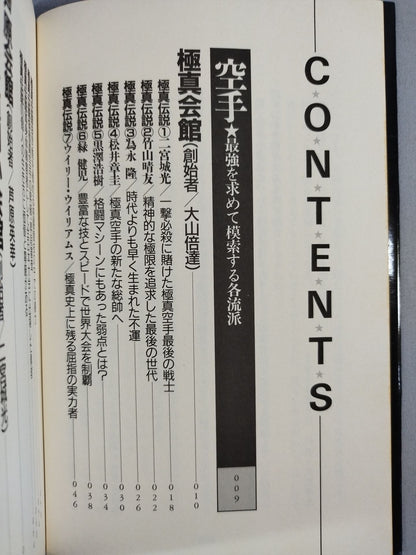 C★O★N★T★E★N★T★S
空手★最強を求めて模索する各流派 009
極真会館(創始者/大山倍達) 010
極真伝説①二宮城光 一撃必殺に賭けた極真空手最後の戦士 018
極真伝説②竹山晴友 精神的な極限を追求した最後の世代 022
極真伝説③為永 隆 時代よりも早く生まれた不運 026
極真伝説④松井章圭 極真空手の新たな総帥へ 030
極真伝説⑤黒澤浩樹 格闘マシーンにもあった弱点とは? 034
極真伝説⑥緑 健児/豊富な技とスピードで世界大会を制覇 038
極真伝説⑦ウイリー・ウイリアムス 極真史上に残る屈指の実力者 046